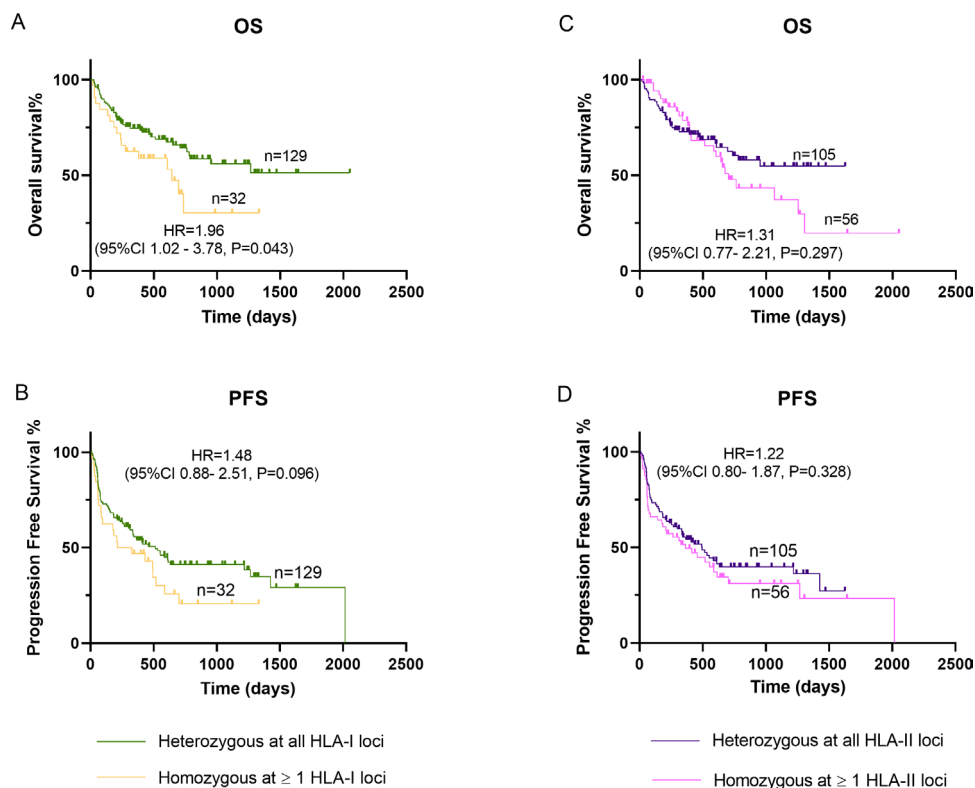 A
OS
Overall survival%
100
50
0
n=129
n=32
HR=1.96
(95%CI 1.02 - 3.78, P=0.043)
0 500 1000 1500 2000 2500
Time (days)
C
OS
Overall survival%
100
50
0
n=105
n=56
HR=1.31
(95%CI 0.77- 2.21, P=0.297)
0 500 1000 1500 2000 2500
Time (days)
B
PFS
Progression Free Survival %
100
50
0
HR=1.48
(95%CI 0.88- 2.51, P=0.096)
n=129
n=32
0 500 1000 1500 2000 2500
Time (days)
D
PFS
Progression Free Survival %
100
50
0
HR=1.22
(95%CI 0.80- 1.87, P=0.328)
n=105
n=56
0 500 1000 1500 2000 2500
Time (days)
Heterozygous at all HLA-I loci
Homozygous at ≥ 1 HLA-I loci
Heterozygous at all HLA-II loci
Homozygous at ≥ 1 HLA-II loci